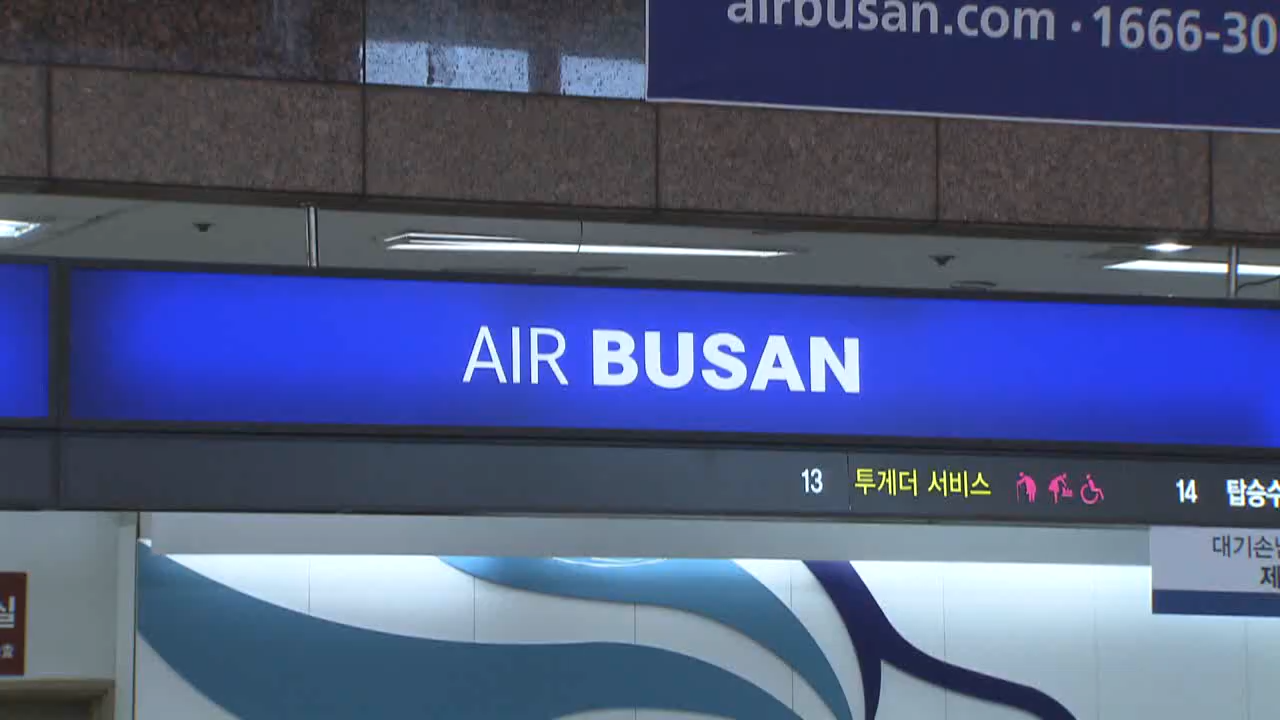 airbusan.com · 1666-30
AIR BUSAN
13 투게더 서비스 14 탑승수
대기손님
제
실